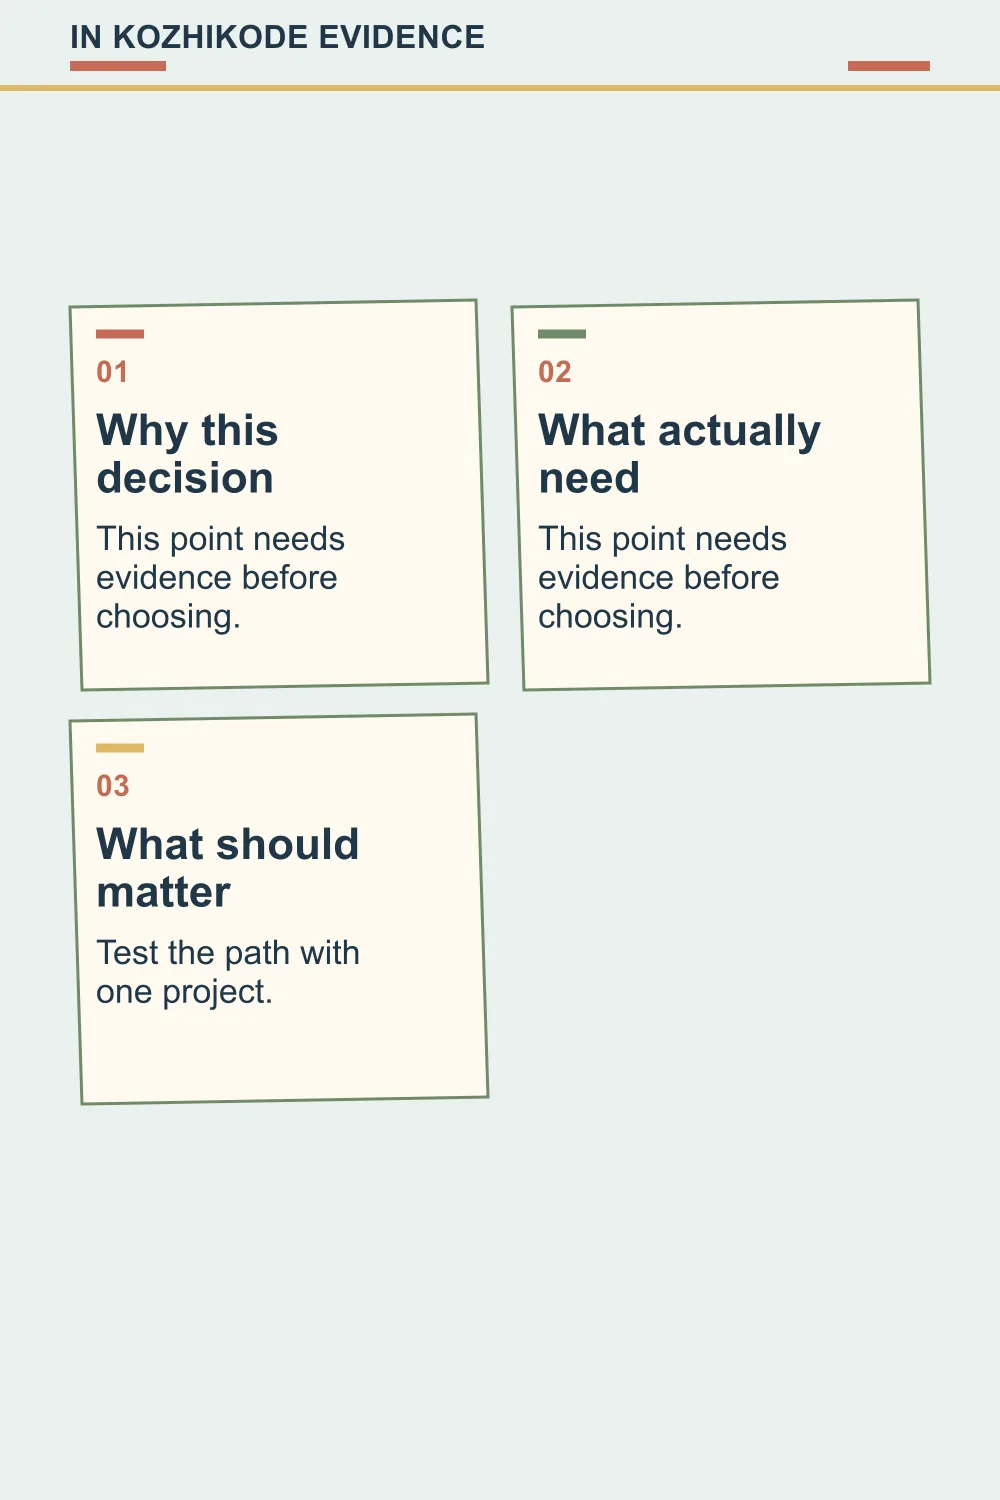 IN KOZHIKODE EVIDENCE
01
Why this
decision
This point needs
evidence before
choosing.
02
What actually
need
This point needs
evidence before
choosing.
03
What should
matter
Test the path with
one project.